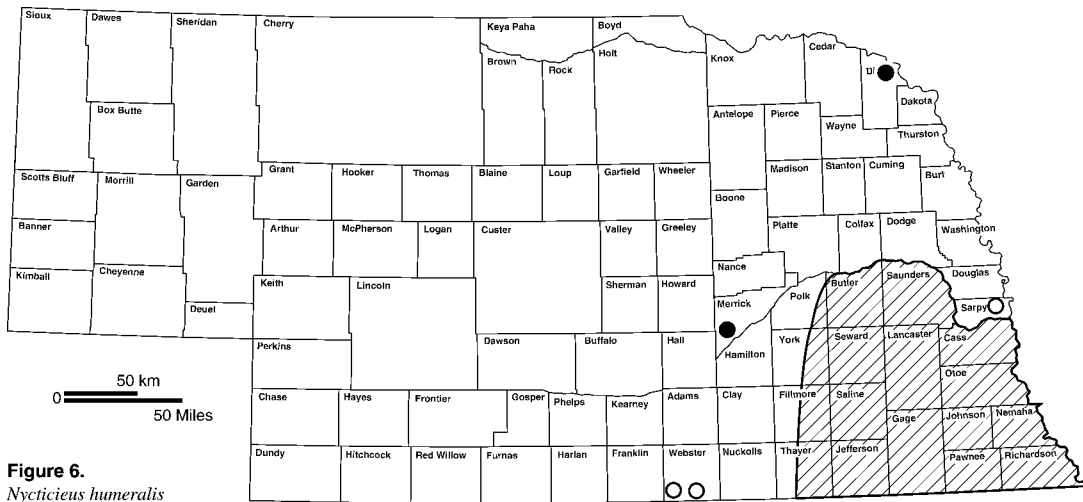 Sioux
Dawes
Sheridan
Cherry
Keya Paha
Boyd
Cedar
Holt
Knox
Brown
Rock
Di
Dakota
Box Butte
Antelope
Pierce
Wayne
Thurston
Grant
Hooker
Thomas
Blaine
Loup
Garfield
Wheeler
Madison
Stanton
Cuming
Burt
Scotts Bluff
Morrill
Garden
Boone
Banner
Arthur
McPherson
Logan
Custer
Valley
Greeley
Platte
Colfax
Dodge
Washington
Kimball
Cheyenne
Nance
Douglas
Keith
Lincoln
Sherman
Howard
Butler
Saunders
Deuel
Merrick
Polk
Sarpy
Perkins
Dawson
Buffalo
Hall
Hamilton
York
Seward
Lancaster
Cass
50 km
0
50 Miles
Otoe
Chase
Hayes
Frontier
Gosper
Phelps
Kearney
Adams
Clay
Fillmore
Saline
Gage
Johnson
Nemaha
Dundy
Hitchcock
Red Willow
Furnas
Harlan
Franklin
Webster
Nuckolls
Thayer
Jefferson
Pawnee
Richardson
Figure 6.
Nycticieus humeralis